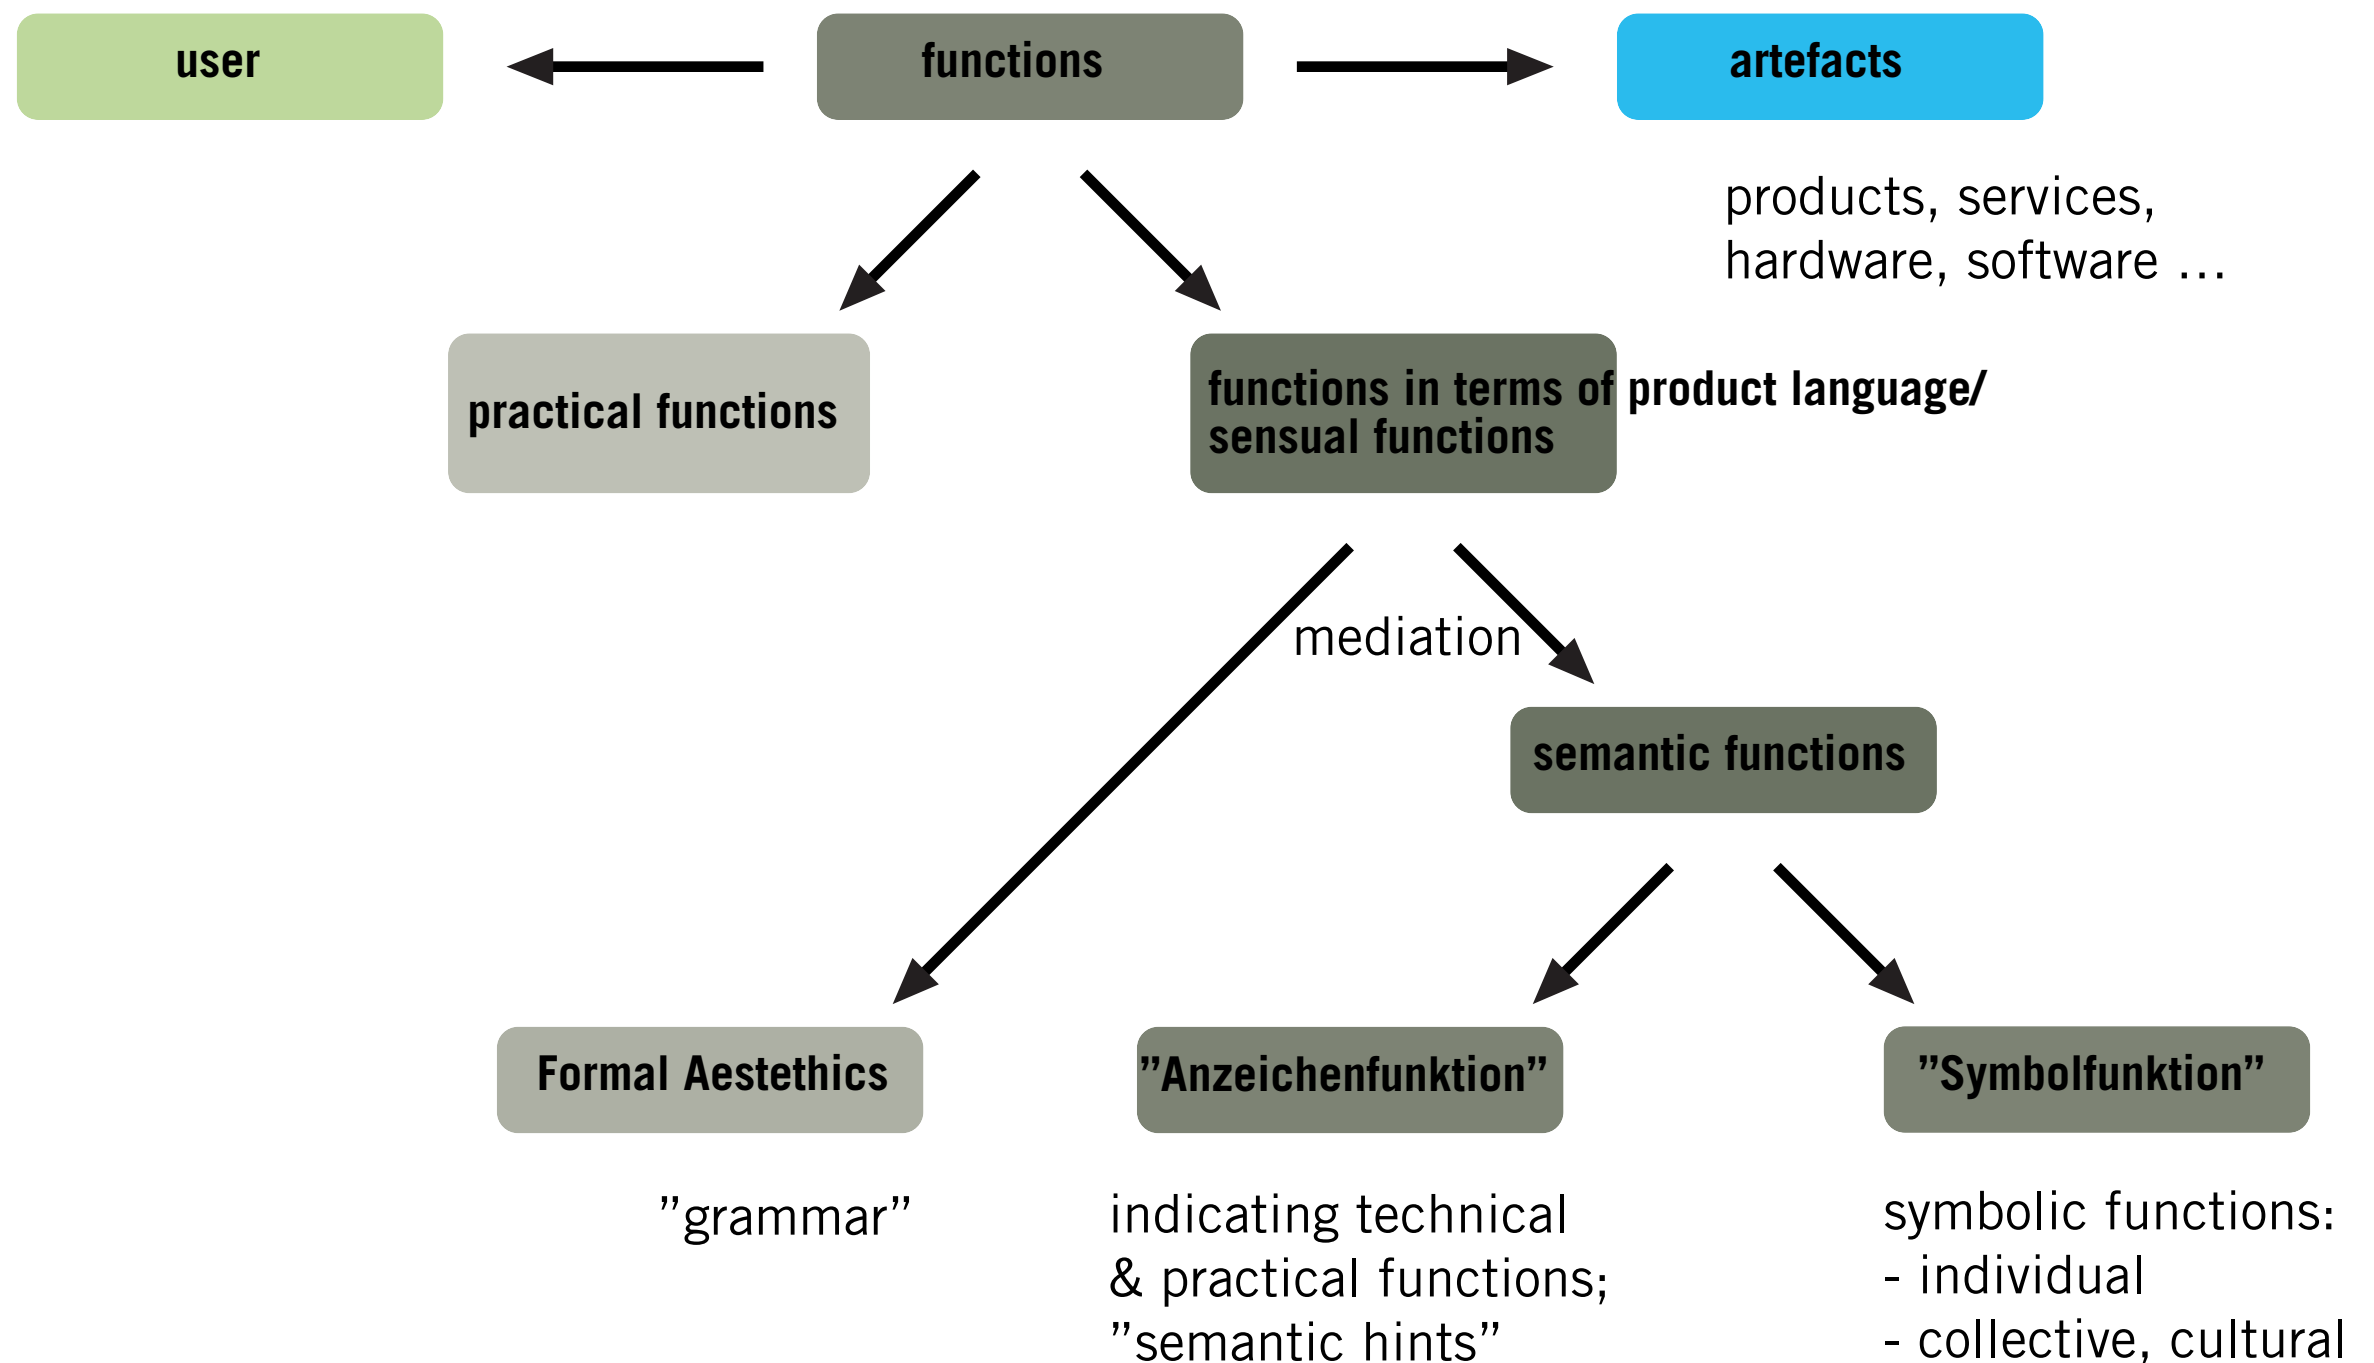 user
functions
artefacts
products, services,
hardware, software ...
practical functions
functions in terms of product language/
sensual functions
mediation
semantic functions
Formal Aestethics
”Anzeichenfunktion”
”Symbolfunktion”
”grammar”
indicating technical
& practical functions;
”semantic hints”
symbolic functions:
- individual
- collective, cultural